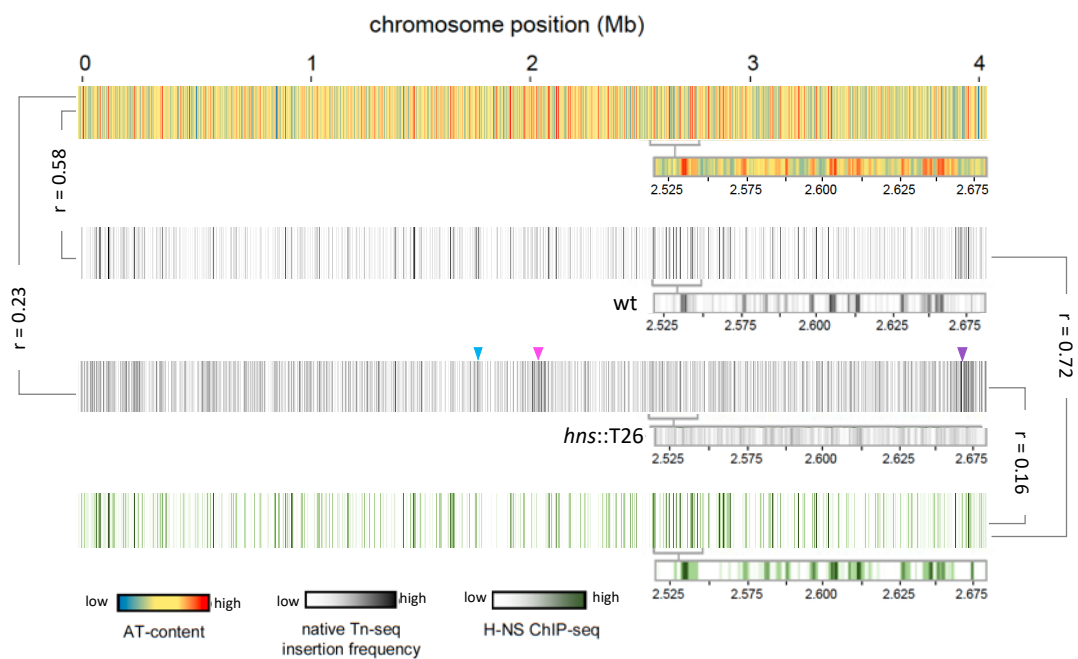 chromosome position (Mb)
0 1 2 3 4
r = 0.58
2.525 2.575 2.600 2.625 2.675
r = 0.23
wt
2.525 2.575 2.600 2.625 2.675
r = 0.72
hns::T26
2.525 2.575 2.600 2.625 2.675
r = 0.16
2.525 2.575 2.600 2.625 2.675
low high
AT-content
low high
native Tn-seq
insertion frequency
low high
H-NS ChIP-seq